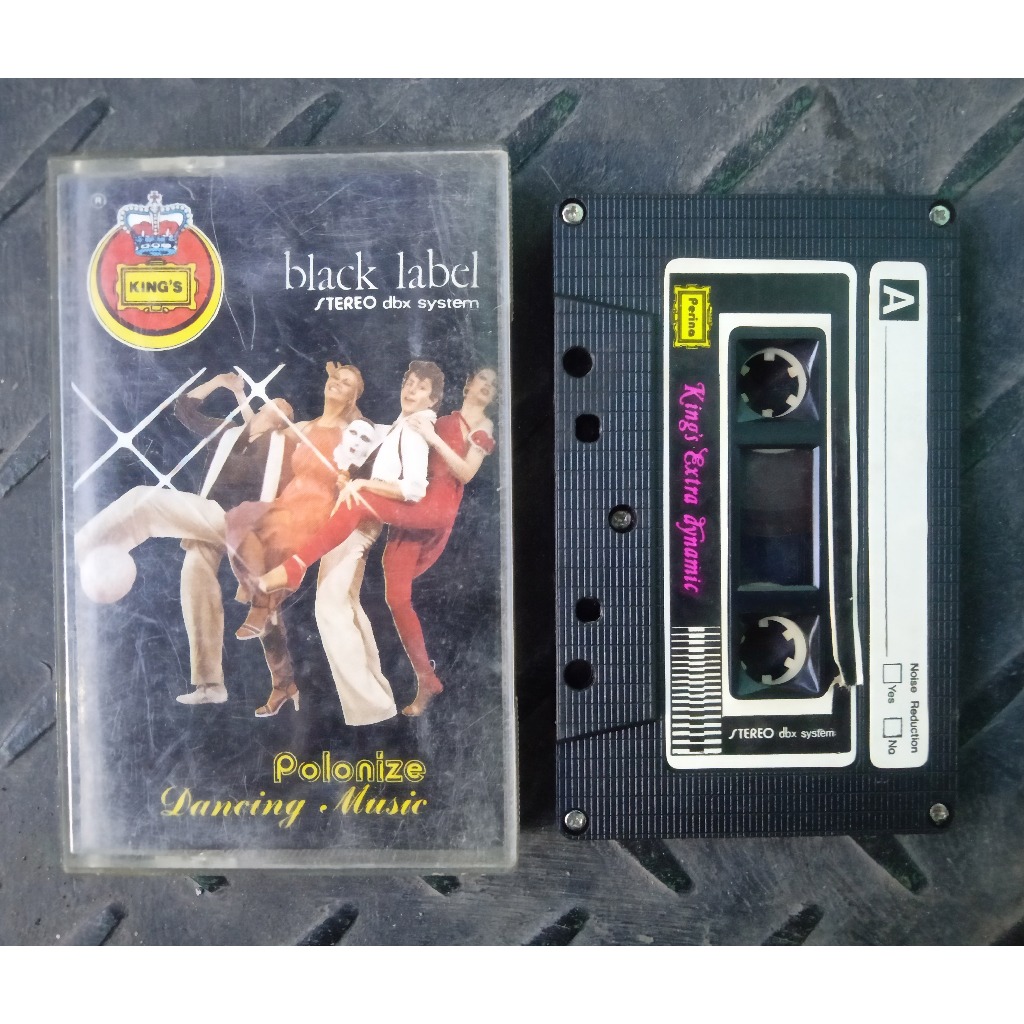 ®
KING'S
black label
STEREO dbx system
Polonize
Dancing Music
A
Perina
King's Extra dynamic
STEREO dbx system
Noise Reduction
Yes No